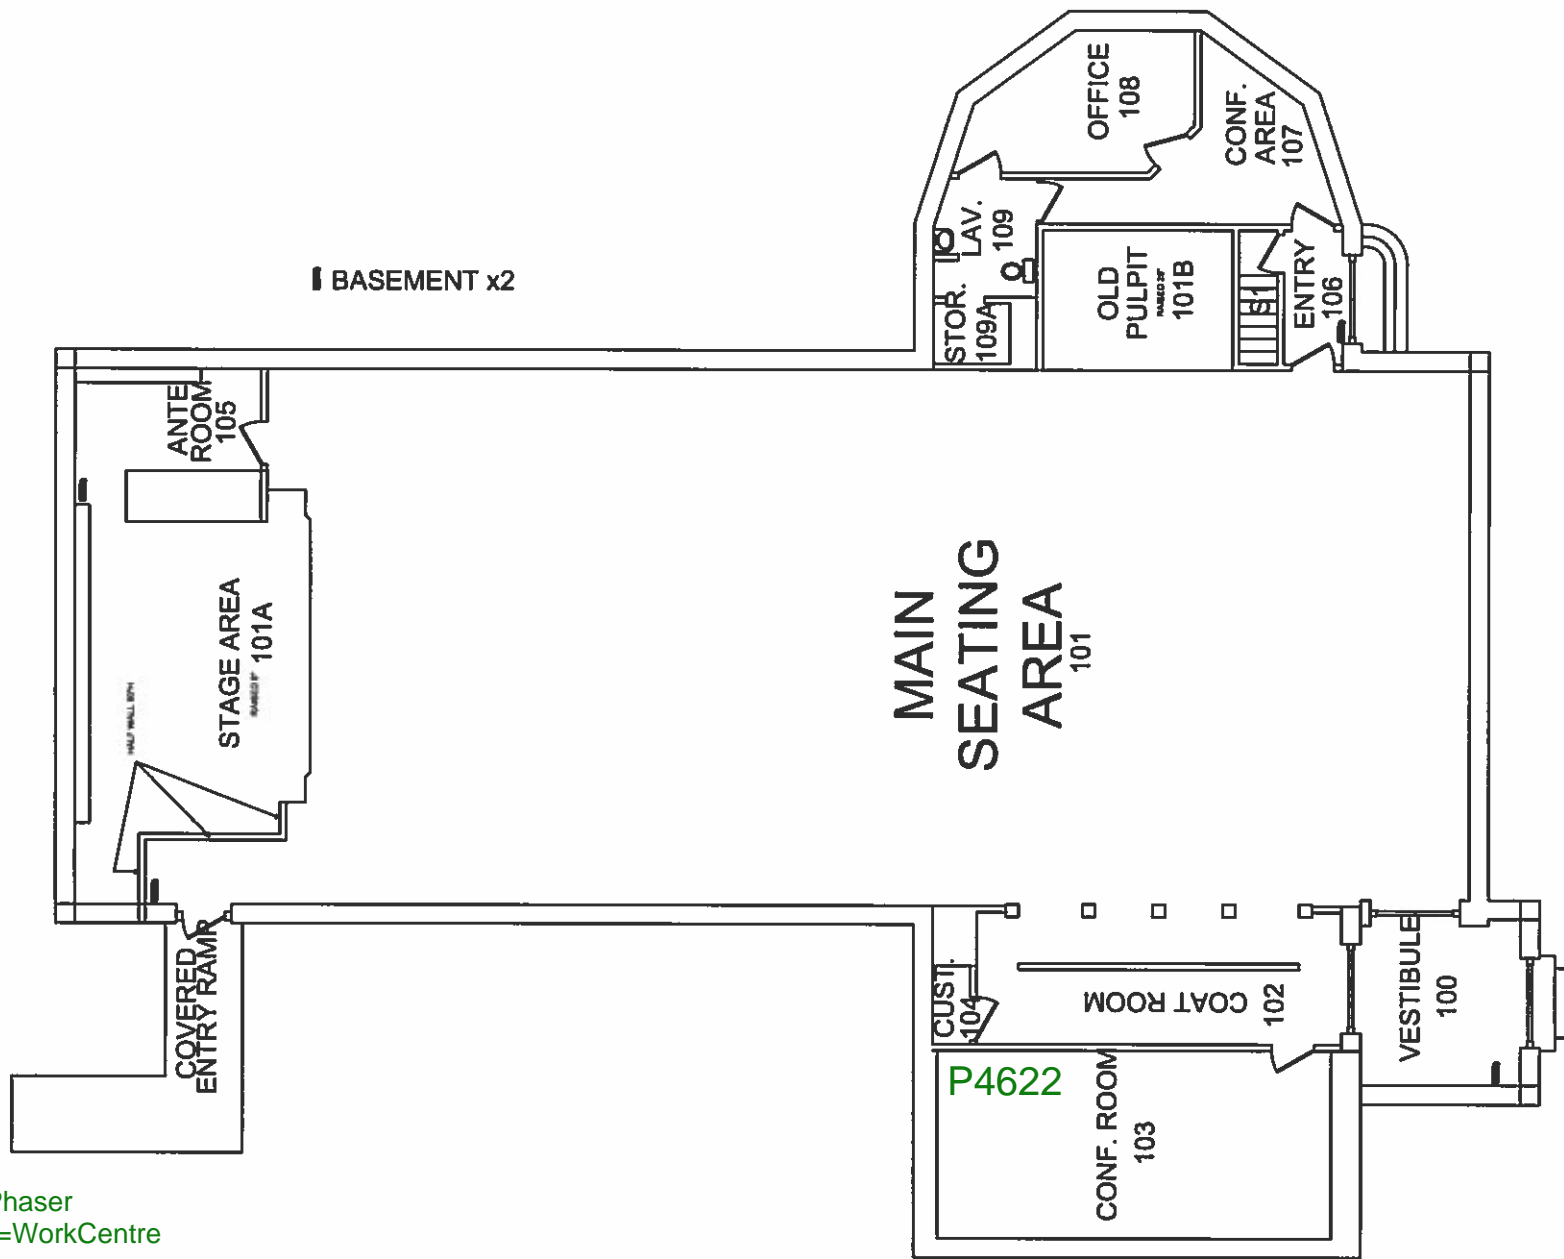 BASEMENT x2
OFFICE
108
CONF.
AREA
107
LAV.
109
STOR.
109A
OLD
PULPIT
101B
S1
ENTRY
106
ANTE
ROOM
105
STAGE AREA
101A
MAIN
SEATING
AREA
101
COVERED
ENTRY RAMP
CUST.
104
COAT ROOM
102
VESTIBULE
100
P4622
CONF. ROOM
103
Phaser
=WorkCentre